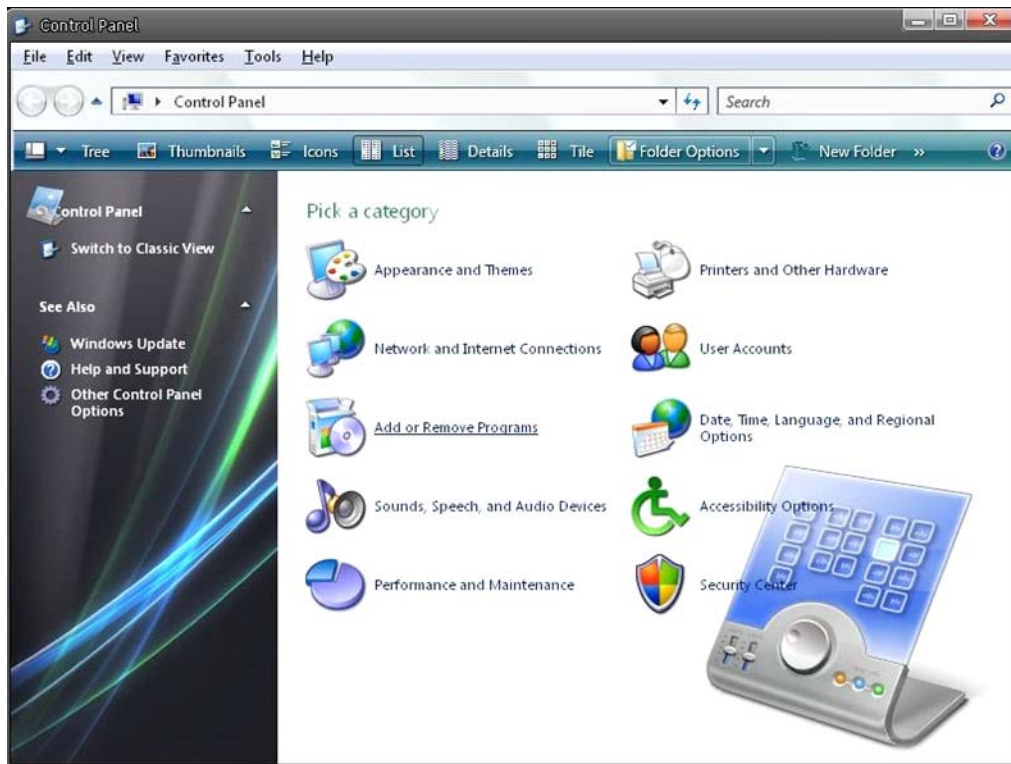 Control Panel
File Edit View Favorites Tools Help
Control Panel
Search
Tree Thumbnails Icons List Details Tile Folder Options New Folder »
Control Panel
Switch to Classic View
See Also
Windows Update
Help and Support
Other Control Panel
Options
Pick a category
Appearance and Themes
Printers and Other Hardware
Network and Internet Connections
User Accounts
Add or Remove Programs
Date, Time, Language, and Regional
Options
Sounds, Speech, and Audio Devices
Accessibility Options
Performance and Maintenance
Security Center